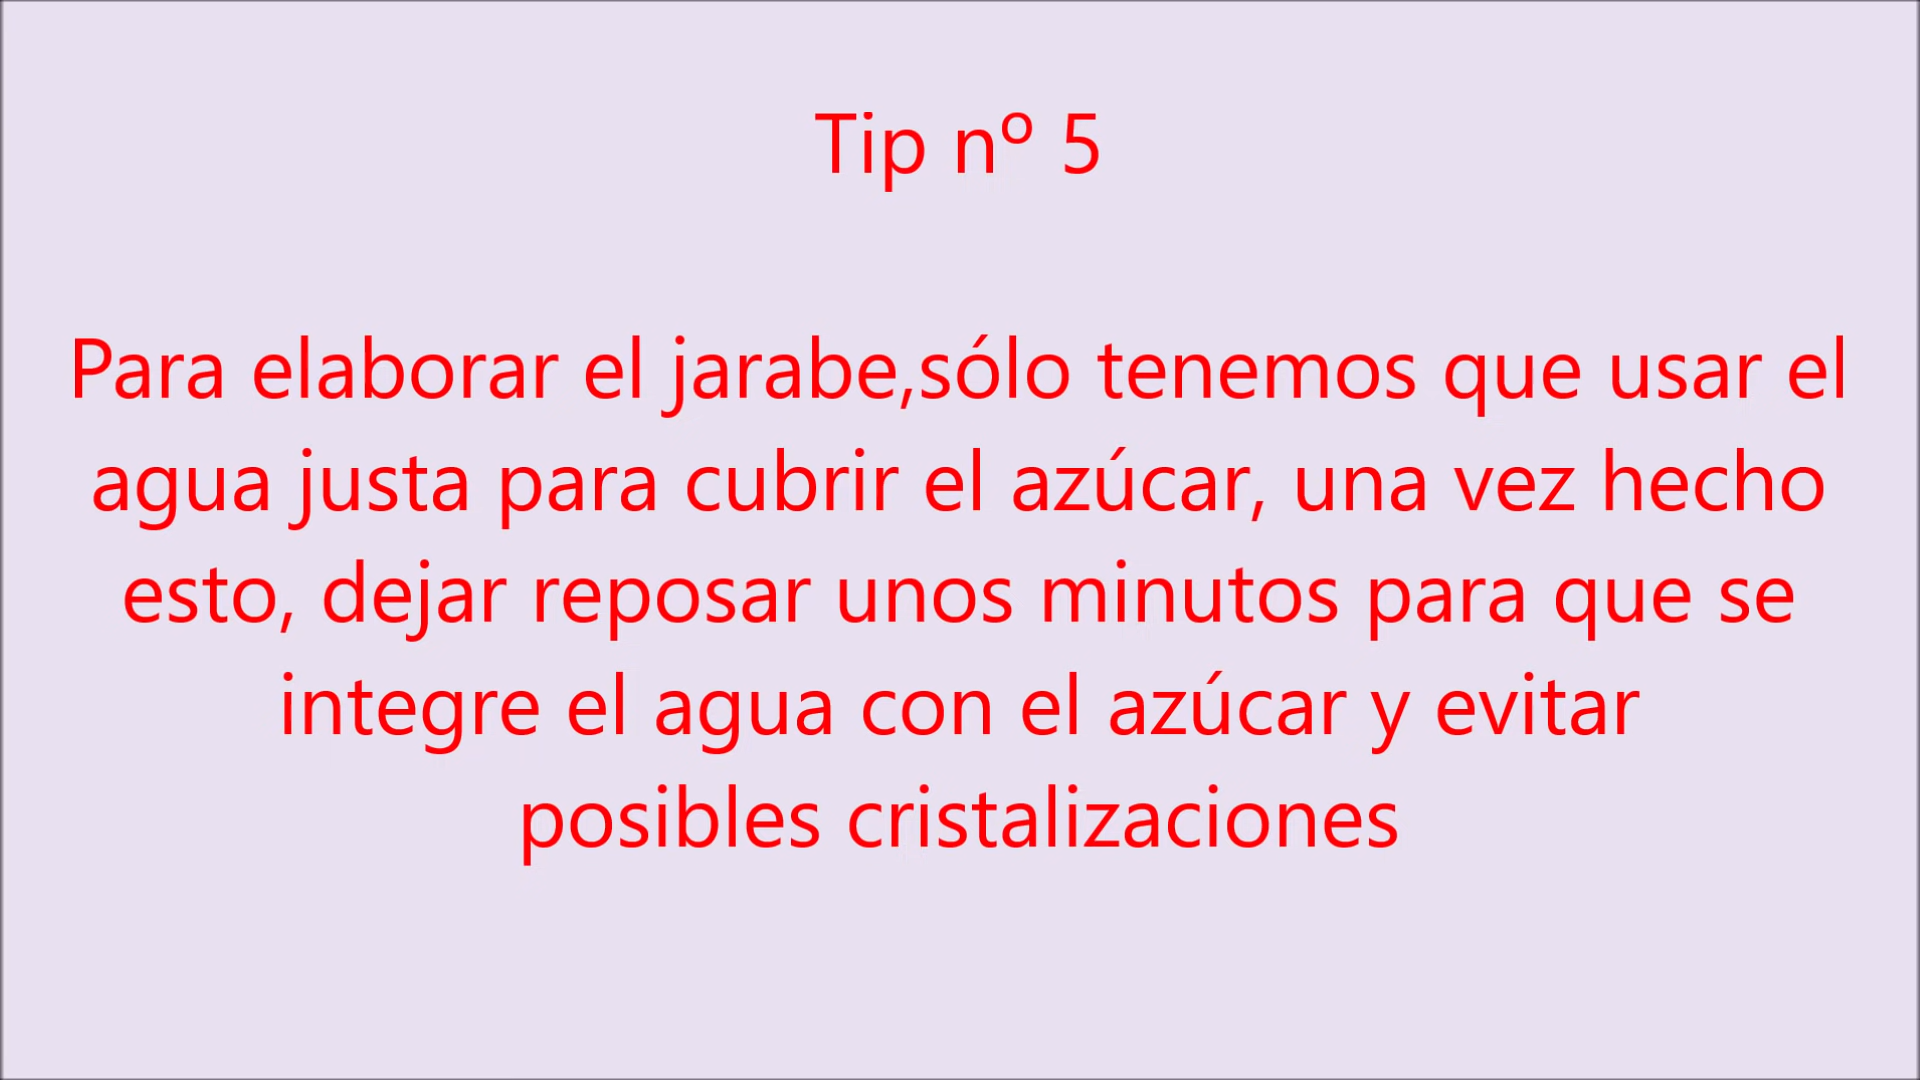 Tip nº 5
Para elaborar el jarabe,sólo tenemos que usar el
agua justa para cubrir el azúcar, una vez hecho
esto, dejar reposar unos minutos para que se
integre el agua con el azúcar y evitar
posibles cristalizaciones